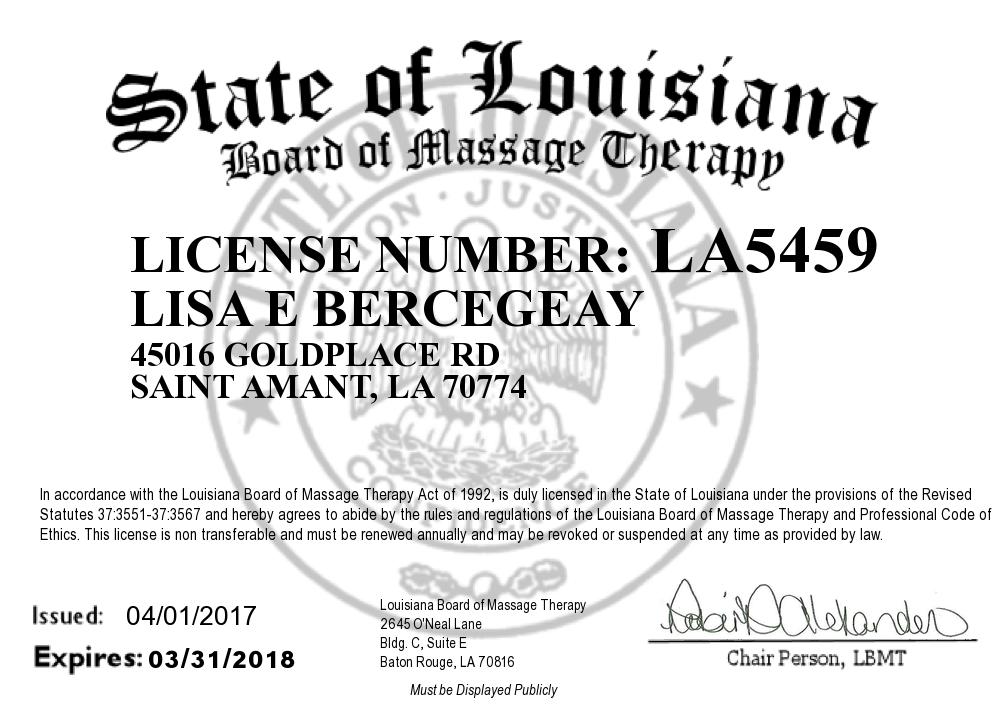 State of Louisiana
Board of Massage Therapy
STATE OF LOUISIANA
UNION · JUSTICE
CONFIDENCE
LICENSE NUMBER: LA5459
LISA E BERCEGEAY
45016 GOLDPLACE RD
SAINT AMANT, LA 70774
In accordance with the Louisiana Board of Massage Therapy Act of 1992, is duly licensed in the State of Louisiana under the provisions of the Revised
Statutes 37:3551-37:3567 and hereby agrees to abide by the rules and regulations of the Louisiana Board of Massage Therapy and Professional Code of
Ethics. This license is non transferable and must be renewed annually and may be revoked or suspended at any time as provided by law.
Issued: 04/01/2017
Expires: 03/31/2018
Louisiana Board of Massage Therapy
2645 O'Neal Lane
Bldg. C, Suite E
Baton Rouge, LA 70816
Must be Displayed Publicly
Alexander
Chair Person, LBMT